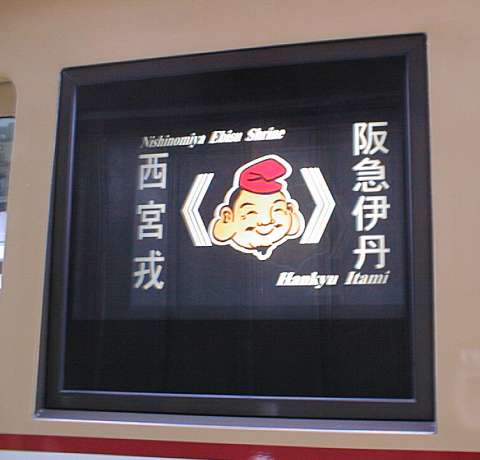 Nishinomiya Ebisu Shrine
西宮戎
阪急伊丹
Hankyu Itami